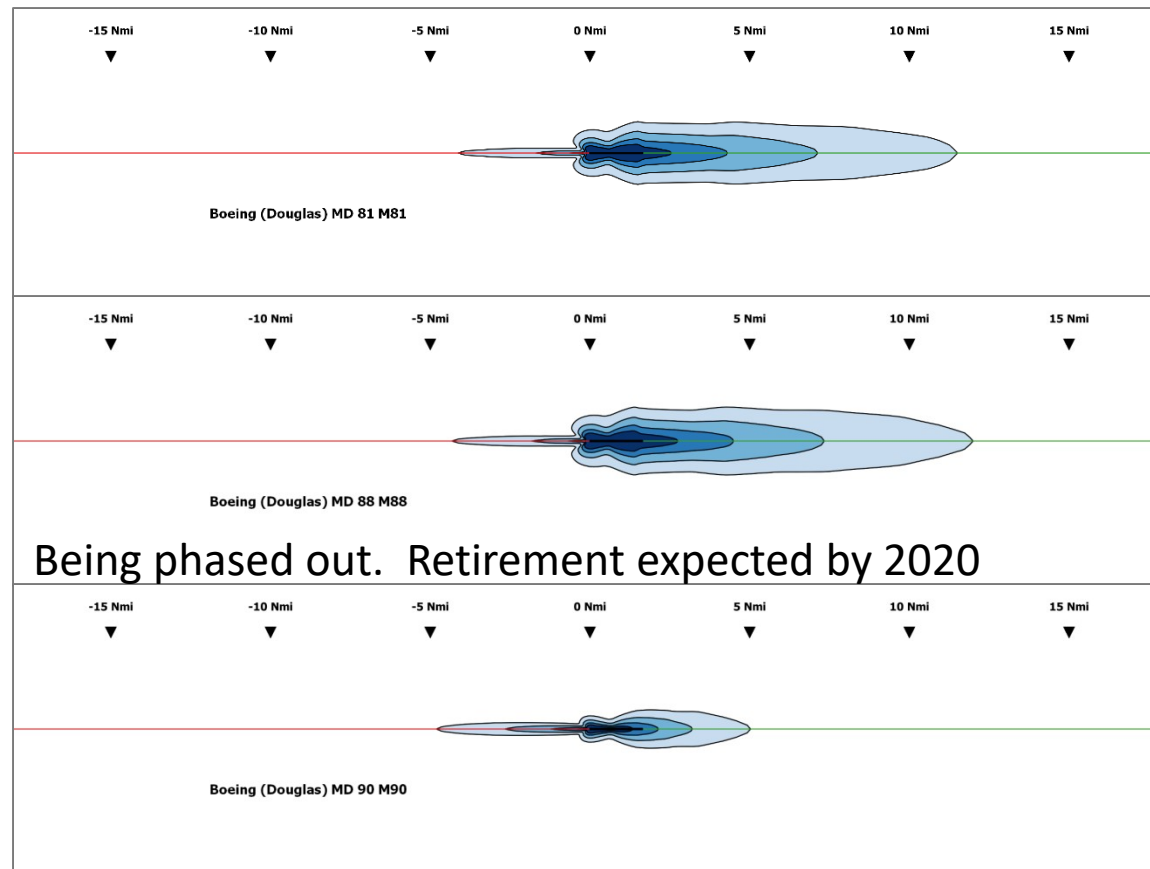 -15 Nmi -10 Nmi -5 Nmi 0 Nmi 5 Nmi 10 Nmi 15 Nmi
Boeing (Douglas) MD 81 M81
-15 Nmi -10 Nmi -5 Nmi 0 Nmi 5 Nmi 10 Nmi 15 Nmi
Boeing (Douglas) MD 88 M88
Being phased out. Retirement expected by 2020
-15 Nmi -10 Nmi -5 Nmi 0 Nmi 5 Nmi 10 Nmi 15 Nmi
Boeing (Douglas) MD 90 M90